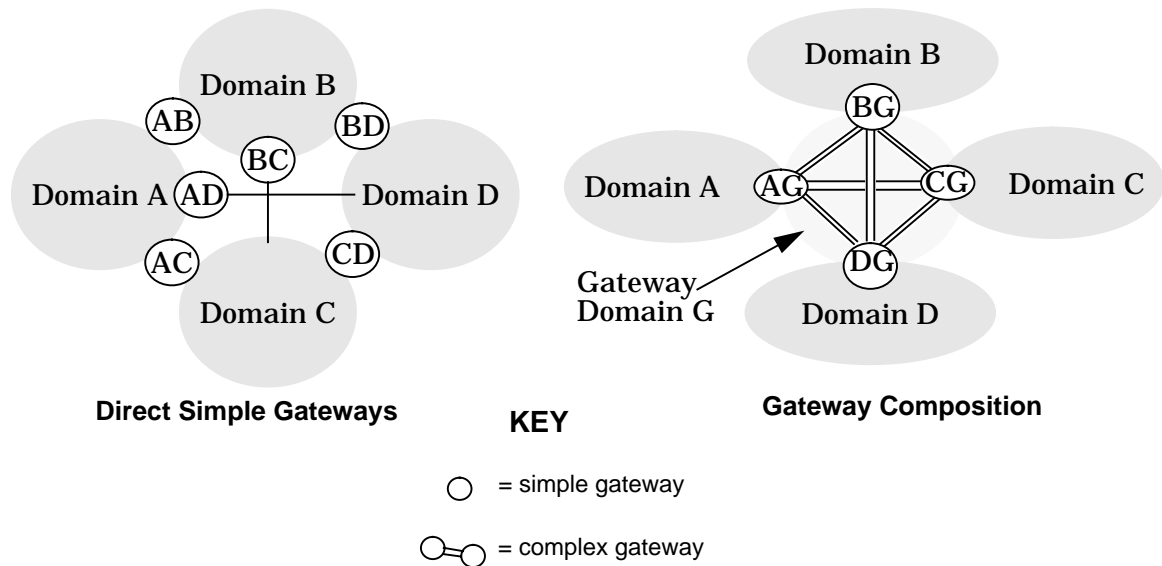 Domain B
AB
BD
BC
Domain A
AD
Domain D
AC
CD
Domain C
Direct Simple Gateways
Domain B
BG
Domain A
AG
CG
Domain C
DG
Gateway
Domain G
Domain D
Gateway Composition
KEY
= simple gateway
= complex gateway